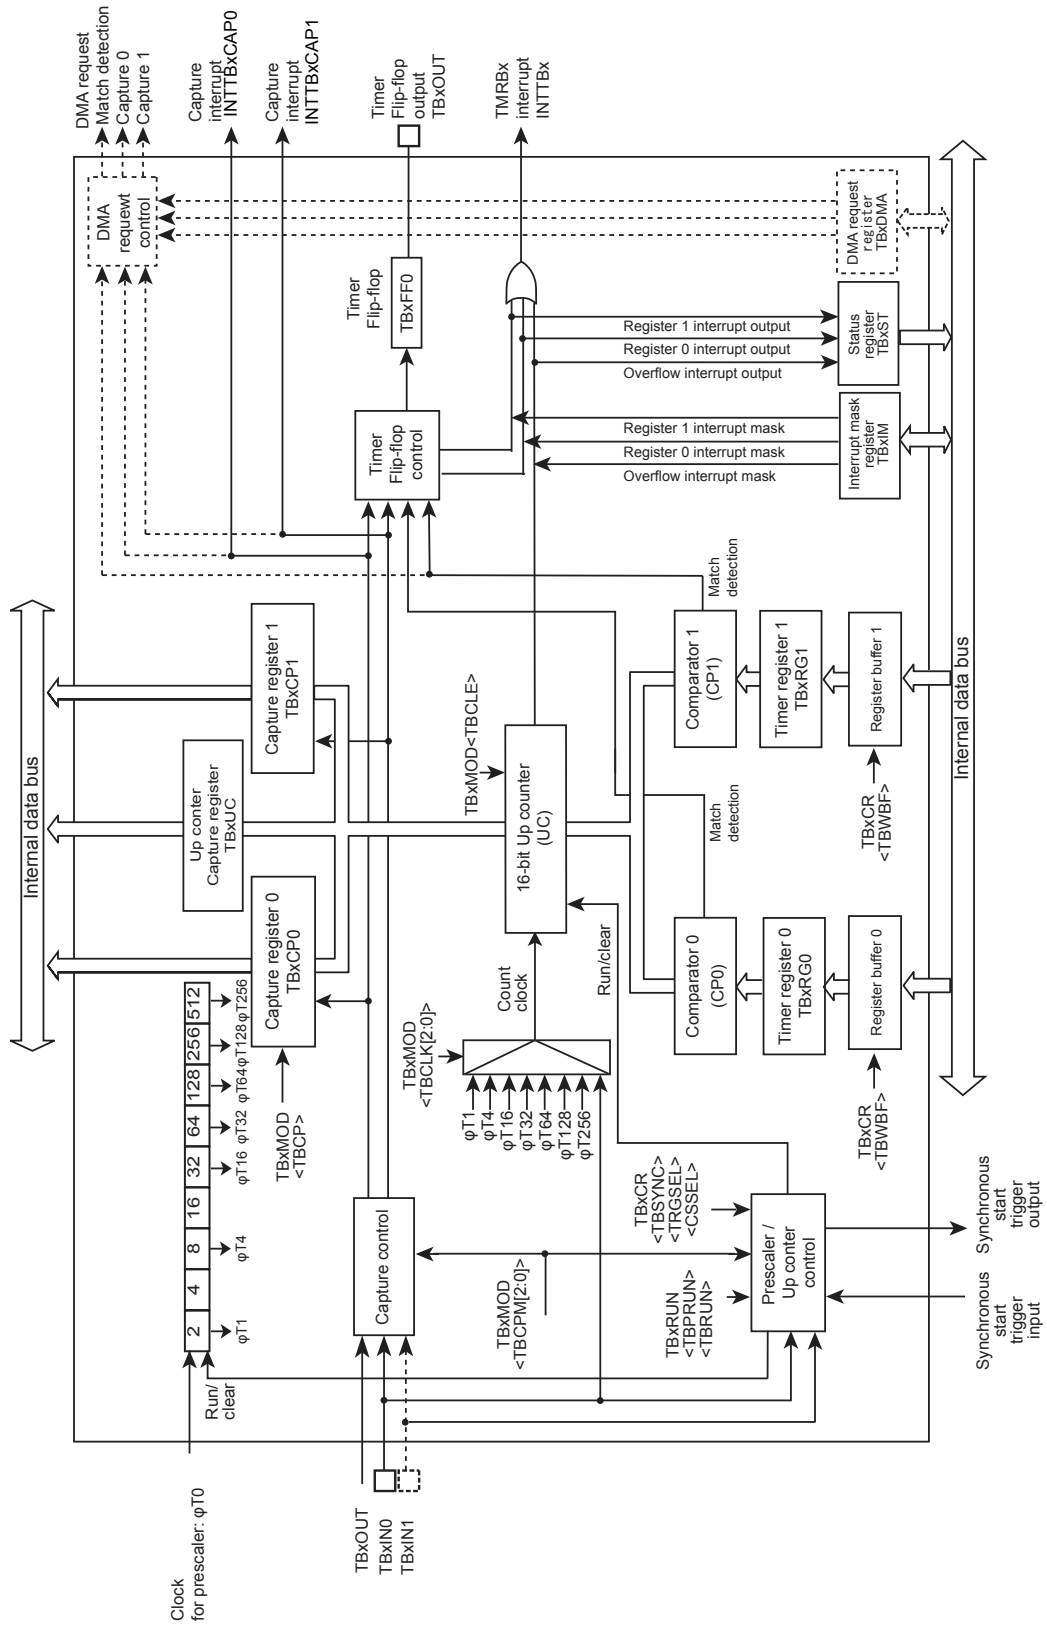 Clock
for prescaler: φT0
Run/
clear
2 4 8 16 32 64 128 256 512
φT1 φT4 φT16 φT32 φT64 φT128 φT256
TBxOUT
TBxIN0
TBxIN1
Internal data bus
TBxMOD
<TBCP>
Capture register 0
TBxCP0
Up conter
Capture register
TBxUC
Capture register 1
TBxCP1
Capture control
TBxMOD
<TBCPM[2:0]>
TBxMOD
<TBCLK[2:0]>
φT1
φT4
φT16
φT32
φT64
φT128
φT256
Count
clock
16-bit Up counter
(UC)
TBxMOD<TBCLE>
Run/clear
TBxRUN
<TBPRUN>
<TBRUN>
TBxCR
<TBSYNC>
<TRGSEL>
<CSSEL>
Prescaler /
Up conter
control
Synchronous
start
trigger
input
Synchronous
start
trigger
output
Comparator 0
(CP0)
Match
detection
Timer register 0
TBxRG0
Register buffer 0
TBxCR
<TBWBF>
Comparator 1
(CP1)
Match
detection
Timer register 1
TBxRG1
Register buffer 1
TBxCR
<TBWBF>
Internal data bus
Timer
Flip-flop
control
Timer
Flip-flop
TBxFF0
Register 1 interrupt output
Register 0 interrupt output
Overflow interrupt output
Register 1 interrupt mask
Register 0 interrupt mask
Overflow interrupt mask
Interrupt mask
register
TBxIM
Status
register
TBxST
DMA request
register
TBxDMA
DMA
requewt
control
DMA request
Match detection
Capture 0
Capture 1
Capture
interrupt
INTTBxCAP0
Capture
interrupt
INTTBxCAP1
Timer
Flip-flop
output
TBxOUT
TMRBx
interrupt
INTTBx